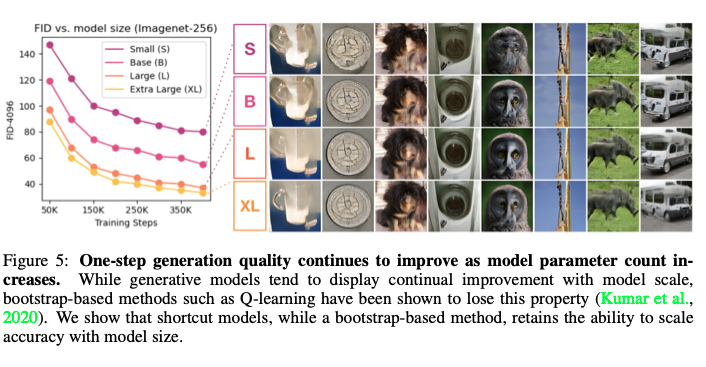 FID vs. model size (Imagenet-256)
140
120
100
80
60
40
FID-4096
Small (S)
Base (B)
Large (L)
Extra Large (XL)
50K 150K 250K 350K
Training Steps
S
B
L
XL
Figure 5: One-step generation quality continues to improve as model parameter count in-
creases. While generative models tend to display continual improvement with model scale,
bootstrap-based methods such as Q-learning have been shown to lose this property (Kumar et al.,
2020). We show that shortcut models, while a bootstrap-based method, retains the ability to scale
accuracy with model size.